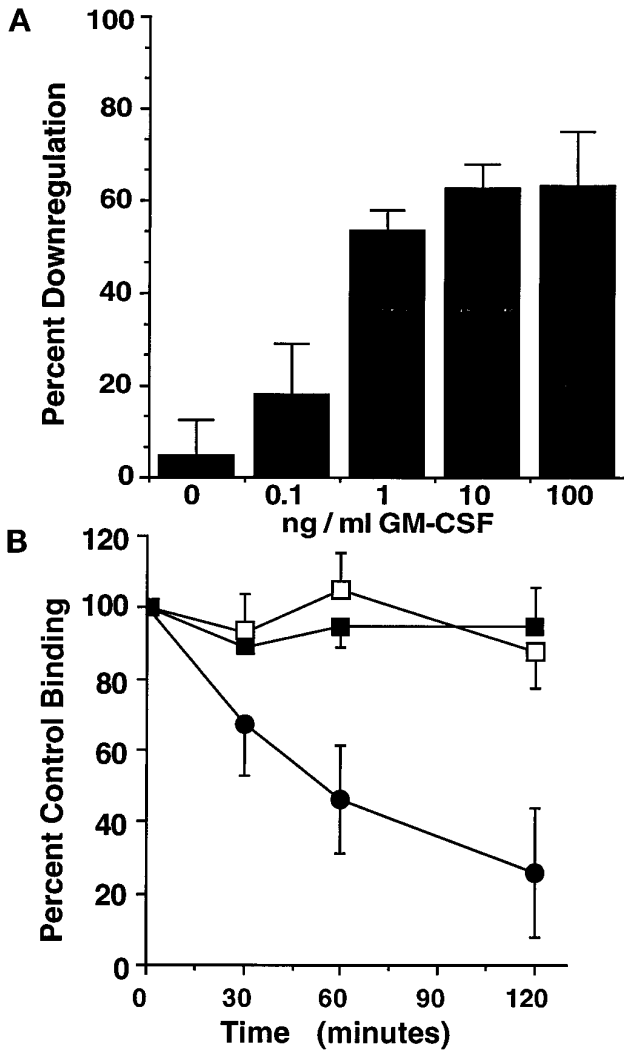 A
Percent Downregulation
100
80
60
40
20
0
0 0.1 1 10 100
ng / ml GM-CSF
B
Percent Control Binding
120
100
80
60
40
20
0
0 30 60 90 120
Time (minutes)